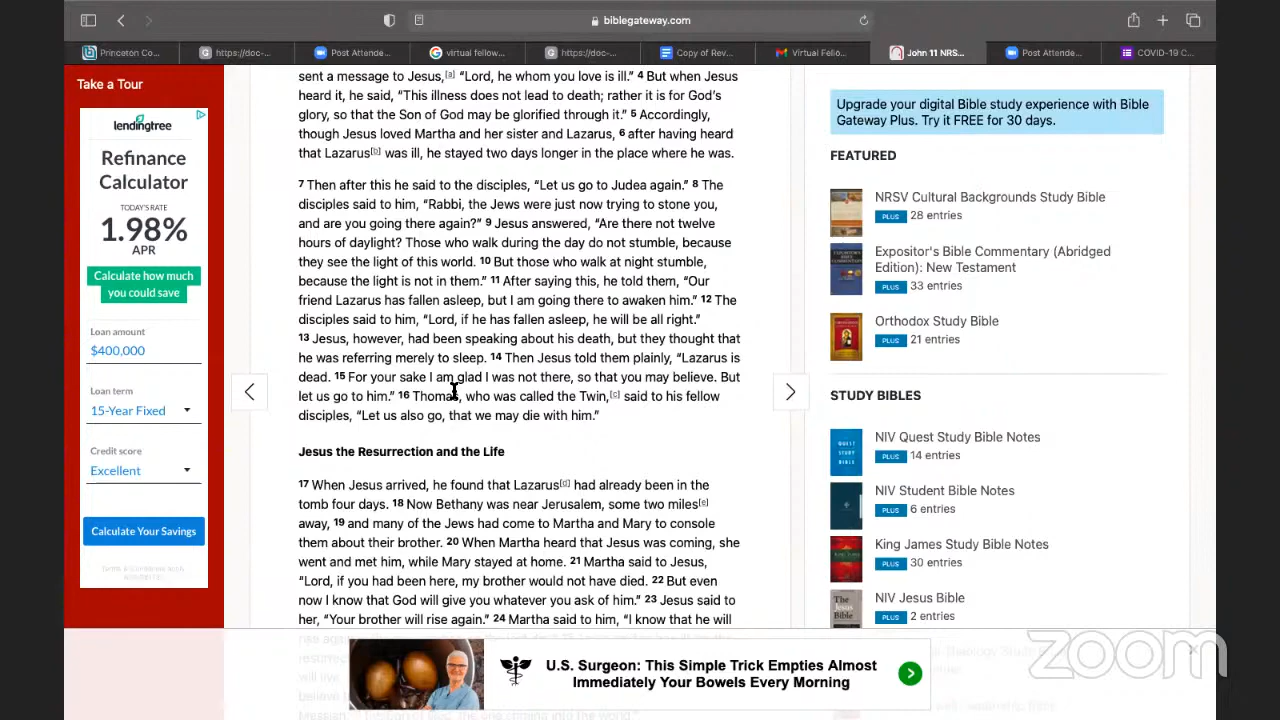 biblegateway.com
Princeton Co...
https://doc-...
Post Attende...
virtual fellow...
https://doc-...
Copy of Rev...
Virtual Fello...
John 11 NRS...
Post Attende...
COVID-19 C...
Take a Tour
lendingtree
Refinance
Calculator
TODAY'S RATE
1.98%
APR
Calculate how much
you could save
Loan amount
$400,000
Loan term
15-Year Fixed
Credit score
Excellent
Calculate Your Savings
sent a message to Jesus,[a] “Lord, he whom you love is ill.” 4 But when Jesus
heard it, he said, “This illness does not lead to death; rather it is for God’s
glory, so that the Son of God may be glorified through it.” 5 Accordingly,
though Jesus loved Martha and her sister and Lazarus, 6 after having heard
that Lazarus[b] was ill, he stayed two days longer in the place where he was.
7 Then after this he said to the disciples, “Let us go to Judea again.” 8 The
disciples said to him, “Rabbi, the Jews were just now trying to stone you,
and are you going there again?” 9 Jesus answered, “Are there not twelve
hours of daylight? Those who walk during the day do not stumble, because
they see the light of this world. 10 But those who walk at night stumble,
because the light is not in them.” 11 After saying this, he told them, “Our
friend Lazarus has fallen asleep, but I am going there to awaken him.” 12 The
disciples said to him, “Lord, if he has fallen asleep, he will be all right.”
13 Jesus, however, had been speaking about his death, but they thought that
he was referring merely to sleep. 14 Then Jesus told them plainly, “Lazarus is
dead. 15 For your sake I am glad I was not there, so that you may believe. But
let us go to him.” 16 Thomas, who was called the Twin,[c] said to his fellow
disciples, “Let us also go, that we may die with him.”
Jesus the Resurrection and the Life
17 When Jesus arrived, he found that Lazarus[d] had already been in the
tomb four days. 18 Now Bethany was near Jerusalem, some two miles[e]
away, 19 and many of the Jews had come to Martha and Mary to console
them about their brother. 20 When Martha heard that Jesus was coming, she
went and met him, while Mary stayed at home. 21 Martha said to Jesus,
“Lord, if you had been here, my brother would not have died. 22 But even
now I know that God will give you whatever you ask of him.” 23 Jesus said to
her, “Your brother will rise again.” 24 Martha said to him, “I know that he will
Upgrade your digital Bible study experience with Bible
Gateway Plus. Try it FREE for 30 days.
FEATURED
NRSV Cultural Backgrounds Study Bible
PLUS 28 entries
Expositor's Bible Commentary (Abridged
Edition): New Testament
PLUS 33 entries
Orthodox Study Bible
PLUS 21 entries
STUDY BIBLES
NIV Quest Study Bible Notes
PLUS 14 entries
NIV Student Bible Notes
PLUS 6 entries
King James Study Bible Notes
PLUS 30 entries
NIV Jesus Bible
PLUS 2 entries
U.S. Surgeon: This Simple Trick Empties Almost
Immediately Your Bowels Every Morning
zoom